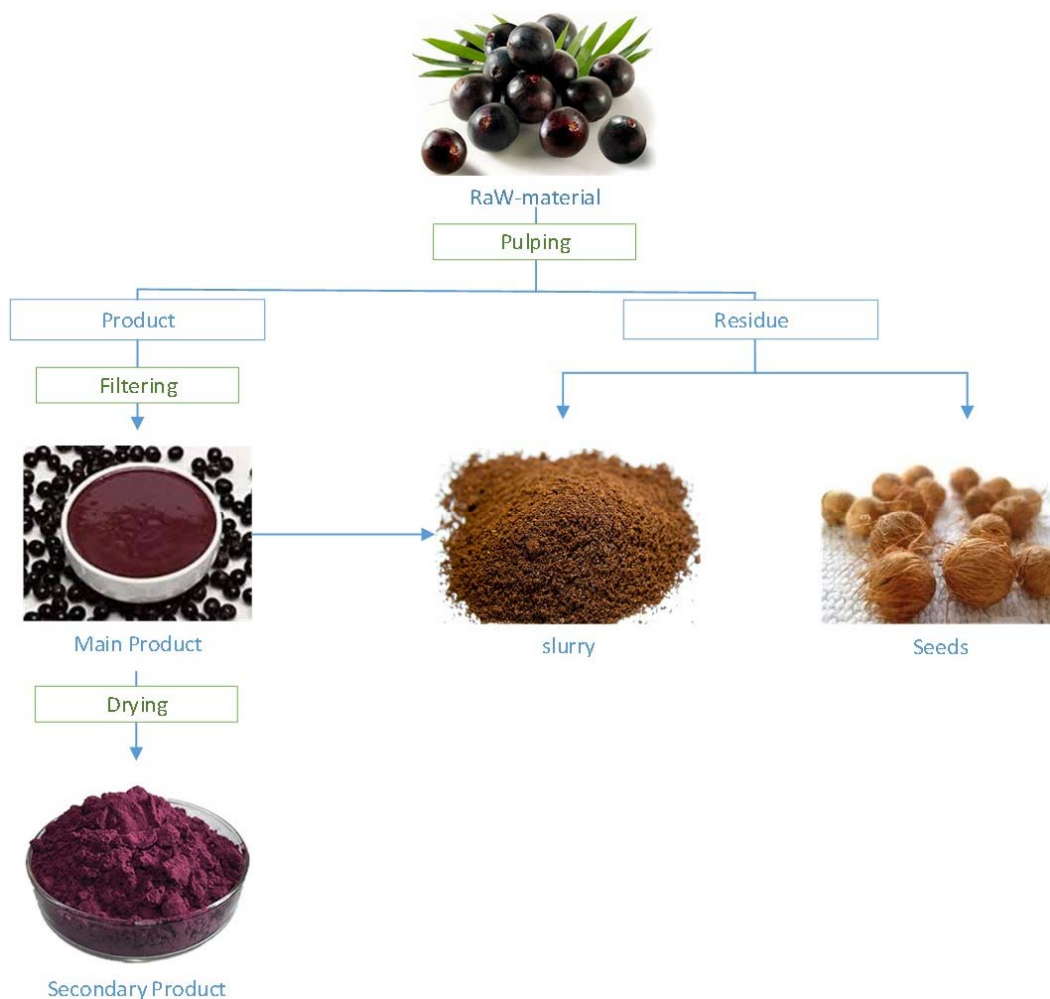 RaW-material
Pulping
Product
Residue
Filtering
Main Product
slurry
Seeds
Drying
Secondary Product